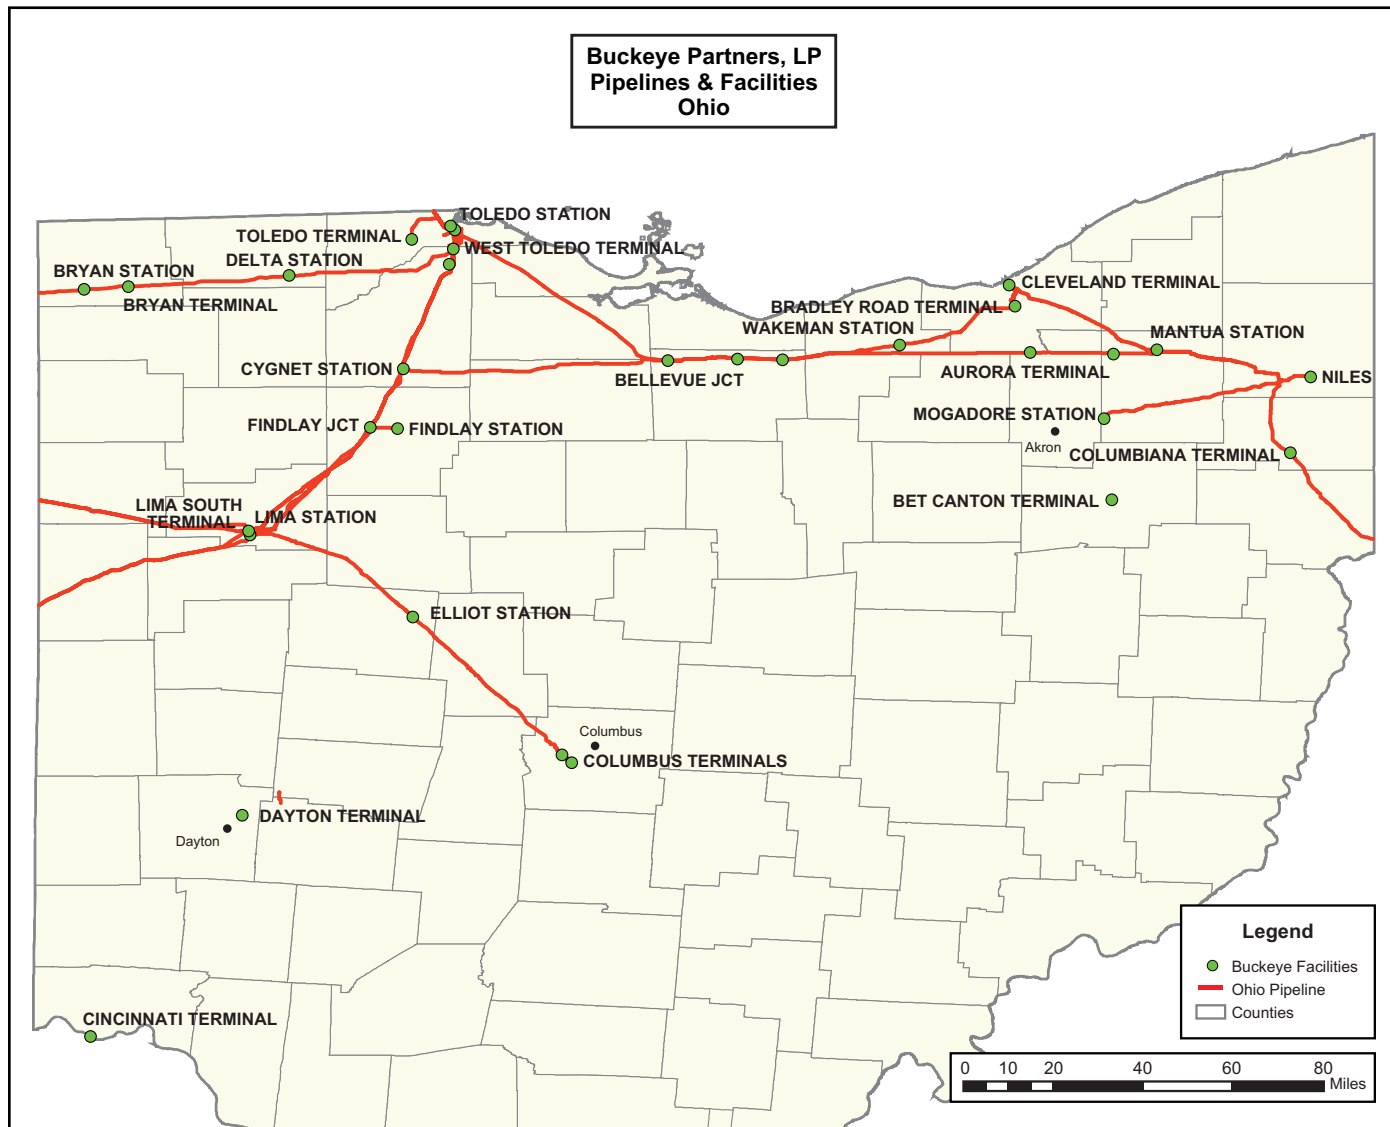 Buckeye Partners, LP
Pipelines & Facilities
Ohio
TOLEDO STATION
TOLEDO TERMINAL
WEST TOLEDO TERMINAL
BRYAN STATION
DELTA STATION
BRYAN TERMINAL
CLEVELAND TERMINAL
BRADLEY ROAD TERMINAL
WAKEMAN STATION
MANTUA STATION
CYGNET STATION
BELLEVUE JCT
AURORA TERMINAL
NILES
MOGADORE STATION
FINDLAY JCT
FINDLAY STATION
Akron
COLUMBIANA TERMINAL
BET CANTON TERMINAL
LIMA SOUTH
TERMINAL
LIMA STATION
ELLIOT STATION
Columbus
COLUMBUS TERMINALS
DAYTON TERMINAL
Dayton
CINCINNATI TERMINAL
Legend
Buckeye Facilities
Ohio Pipeline
Counties
0 10 20 40 60 80
Miles